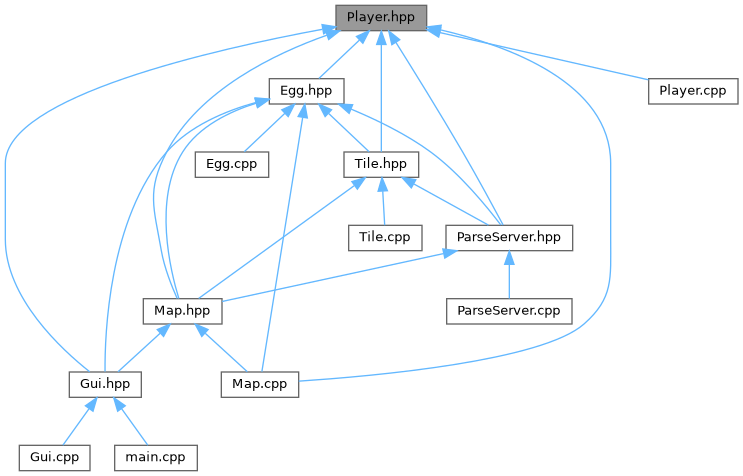 Player.hpp
Egg.hpp
Player.cpp
Egg.cpp
Tile.hpp
Tile.cpp
ParseServer.hpp
Map.hpp
ParseServer.cpp
Gui.hpp
Map.cpp
Gui.cpp
main.cpp